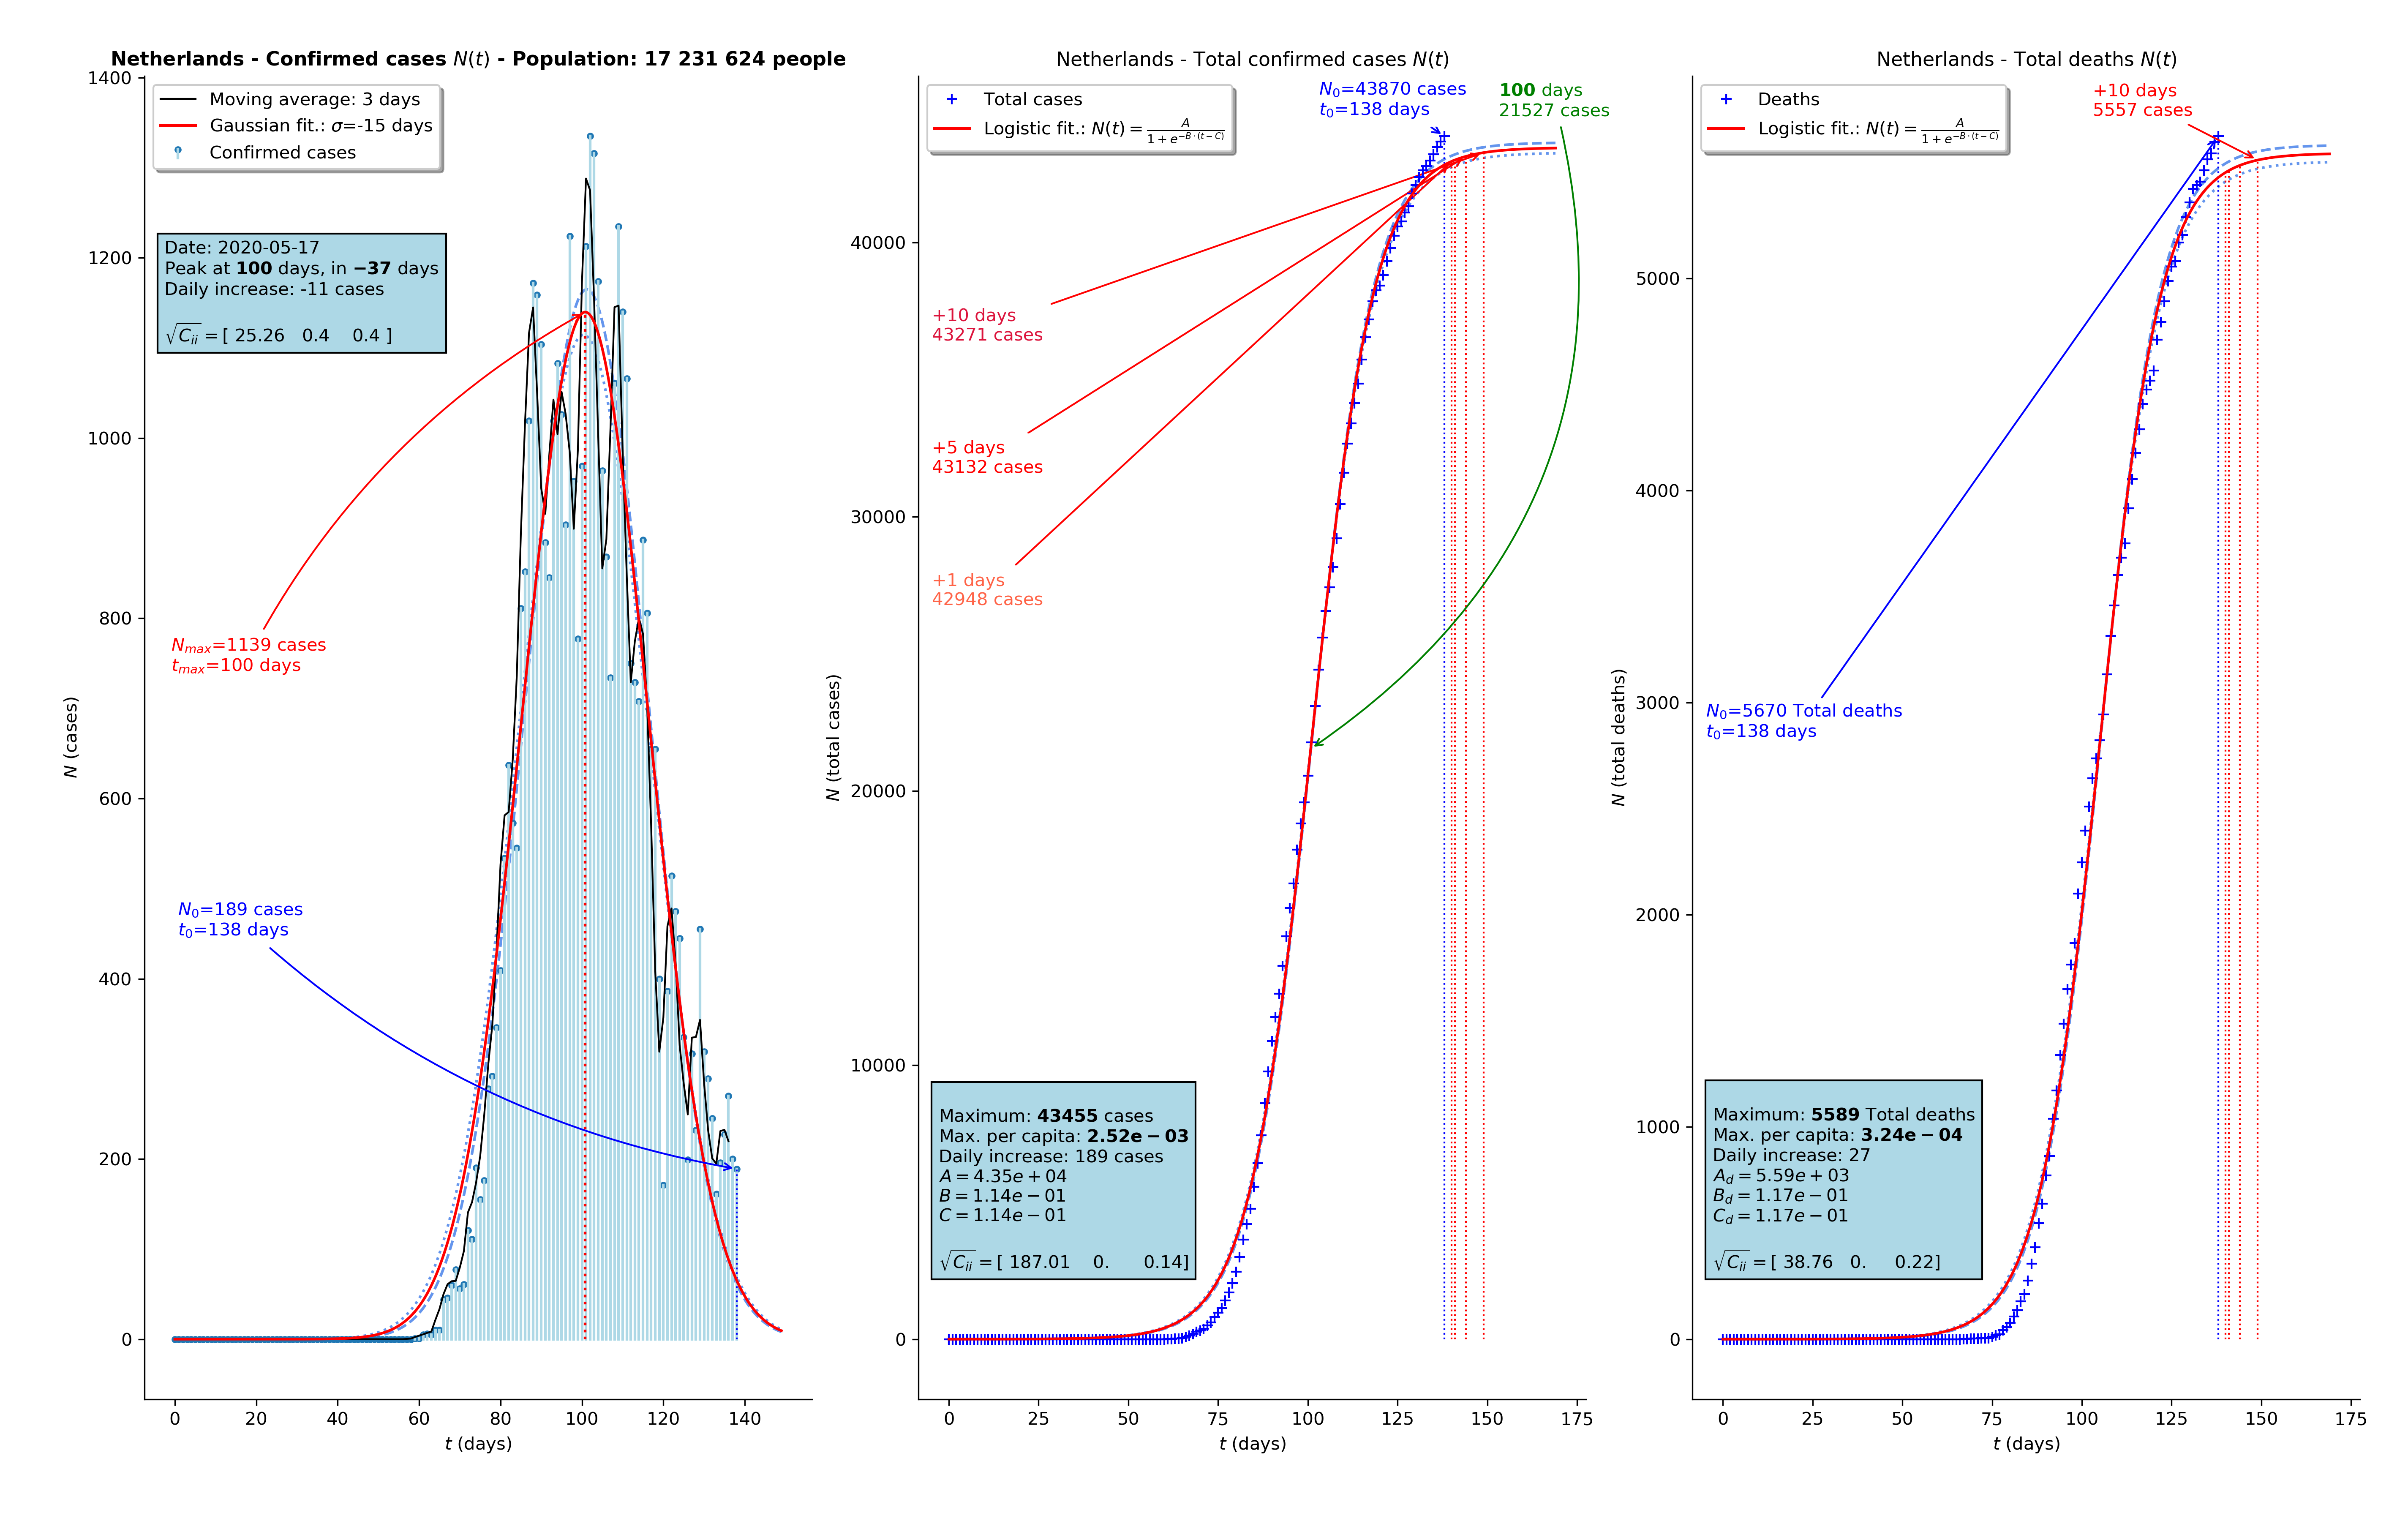 Netherlands - Confirmed cases N(t) - Population: 17 231 624 people
Moving average: 3 days
Gaussian fit.: σ=-15 days
Confirmed cases
Date: 2020-05-17
Peak at 100 days, in −37 days
Daily increase: -11 cases
√Cii = [ 25.26 0.4 0.4 ]
Nmax=1139 cases
tmax=100 days
N0=189 cases
t0=138 days
N (cases)
1400
1200
1000
800
600
400
200
0
0 20 40 60 80 100 120 140
t (days)
Netherlands - Total confirmed cases N(t)
Total cases
Logistic fit.: N(t) = A / 1 + e^−B·(t−C)
N0=43870 cases
t0=138 days
100 days
21527 cases
+10 days
43271 cases
+5 days
43132 cases
+1 days
42948 cases
Maximum: 43455 cases
Max. per capita: 2.52e − 03
Daily increase: 189 cases
A = 4.35e + 04
B = 1.14e − 01
C = 1.14e − 01
√Cii = [ 187.01 0. 0.14]
N (total cases)
40000
30000
20000
10000
0
0 25 50 75 100 125 150 175
t (days)
Netherlands - Total deaths N(t)
Deaths
Logistic fit.: N(t) = A / 1 + e^−B·(t−C)
+10 days
5557 cases
N0=5670 Total deaths
t0=138 days
Maximum: 5589 Total deaths
Max. per capita: 3.24e − 04
Daily increase: 27
Ad = 5.59e + 03
Bd = 1.17e − 01
Cd = 1.17e − 01
√Cii = [ 38.76 0. 0.22]
N (total deaths)
5000
4000
3000
2000
1000
0
0 25 50 75 100 125 150 175
t (days)